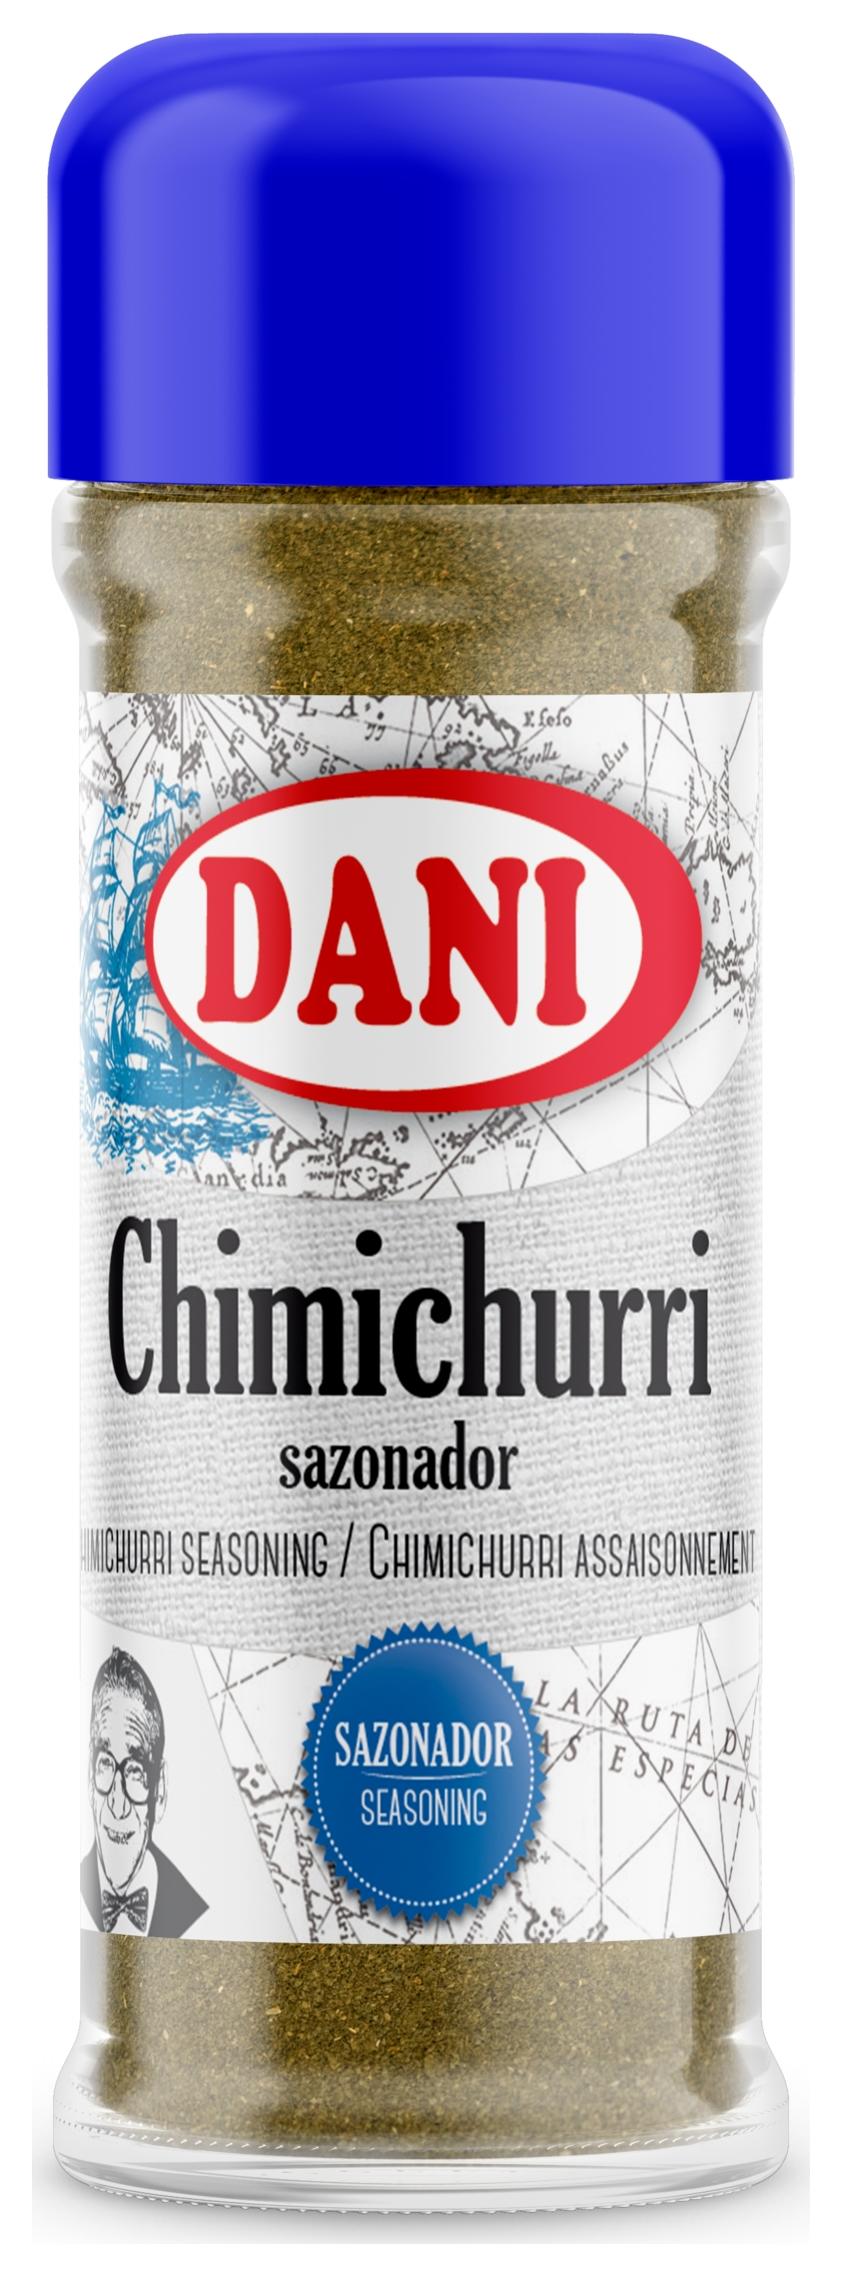 DANI
Chimichurri
sazonador
HIMICHURRI SEASONING / CHIMICHURRI ASSAISONNEMENT
SAZONADOR
SEASONING
LA RUTA DE
AS ESPECIAS